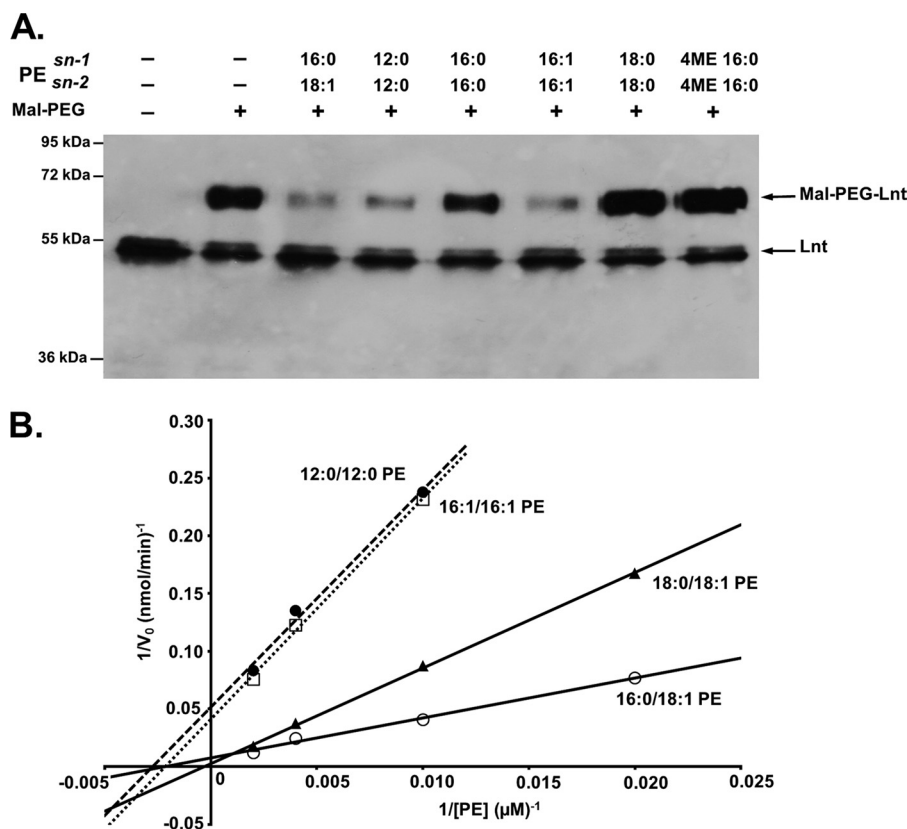 A.
sn-1 – – 16:0 12:0 16:0 16:1 18:0 4ME 16:0
PE
sn-2 – – 18:1 12:0 16:0 16:1 18:0 4ME 16:0
Mal-PEG – + + + + + + +
95 kDa
72 kDa
Mal-PEG-Lnt
55 kDa
Lnt
36 kDa
B.
0.30
0.25
0.20
0.15
0.10
0.05
-0.05
1/V0 (nmol/min)-1
12:0/12:0 PE
16:1/16:1 PE
18:0/18:1 PE
16:0/18:1 PE
-0.005 0 0.005 0.010 0.015 0.020 0.025
1/[PE] (µM)-1